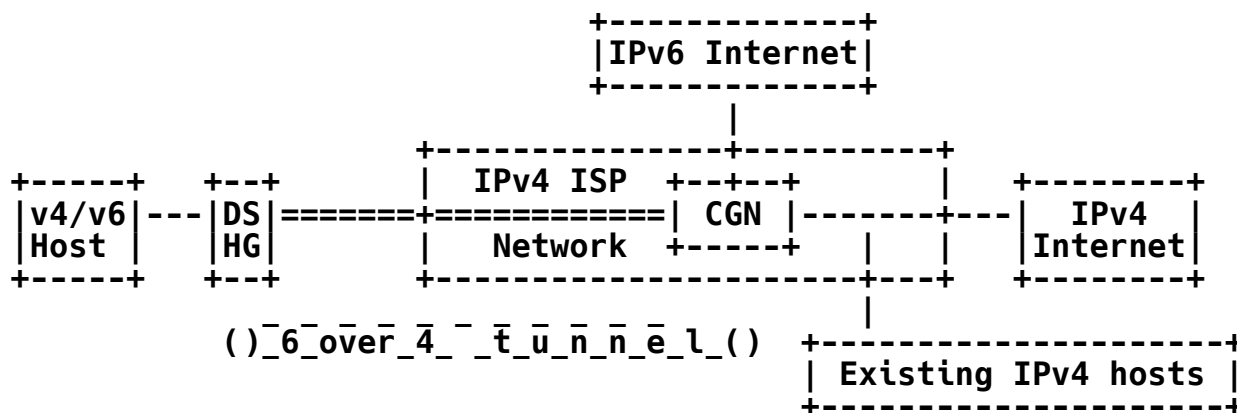 IPv6 Internet
IPv4 ISP
v4/v6 DS CGN IPv4
Host HG Network Internet
()_6_over_4_ _t_u_n_n_e_l_()
Existing IPv4 hosts